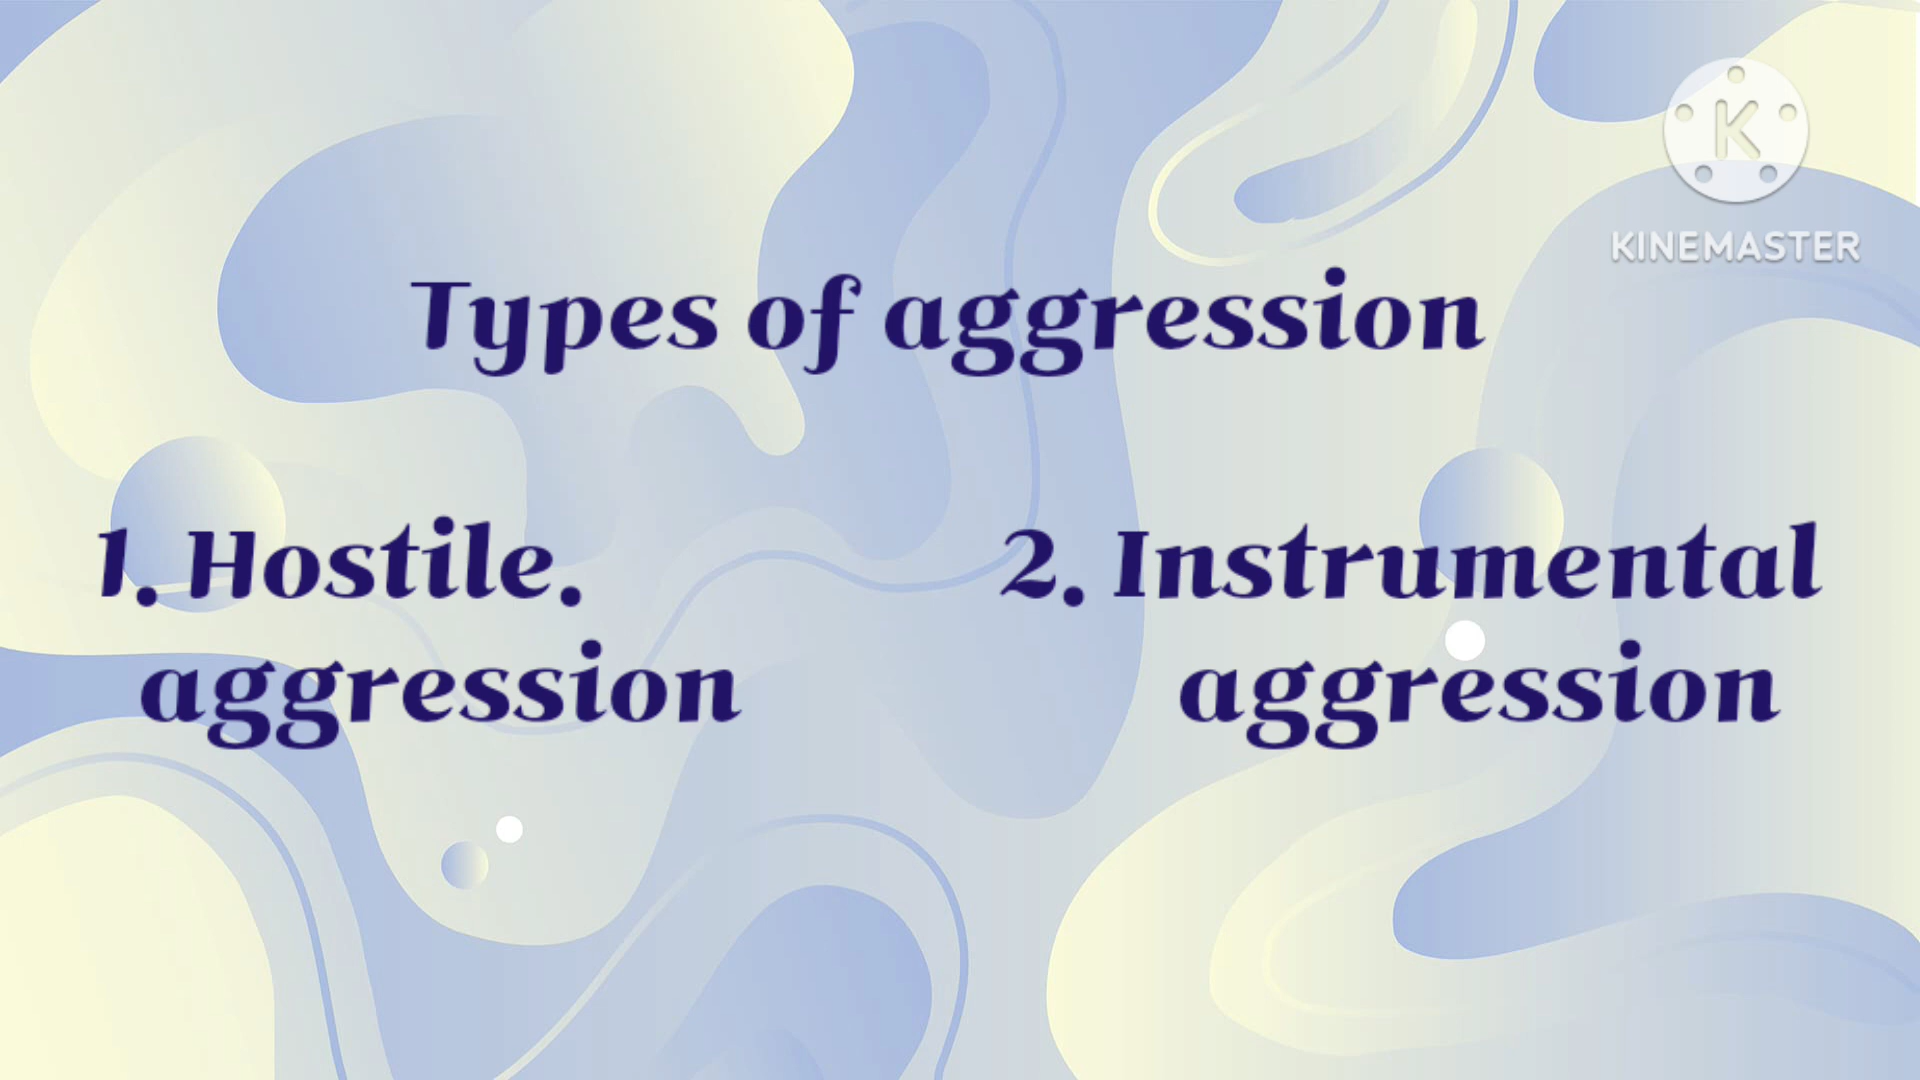 K
KINEMASTER
Types of aggression
1. Hostile.
aggression
2. Instrumental
aggression